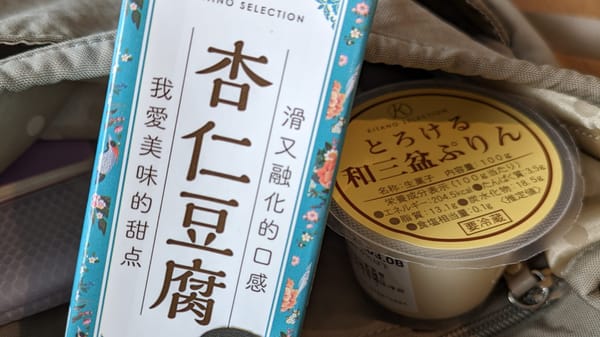 KITANO SELECTION
杏仁豆腐
滑又融化的口感
我愛美味的甜点
KITANO SELECTION
とろける
和三盆ぷりん
名称:生菓子 内容量:100g
栄養成分表示(100g当たり)
●エネルギー:204.5kcal ●たんぱく質:3.5g
●脂質:13.1g ●炭水化物:18.5g
●食塩相当量:0.1g (推定値)
要冷蔵